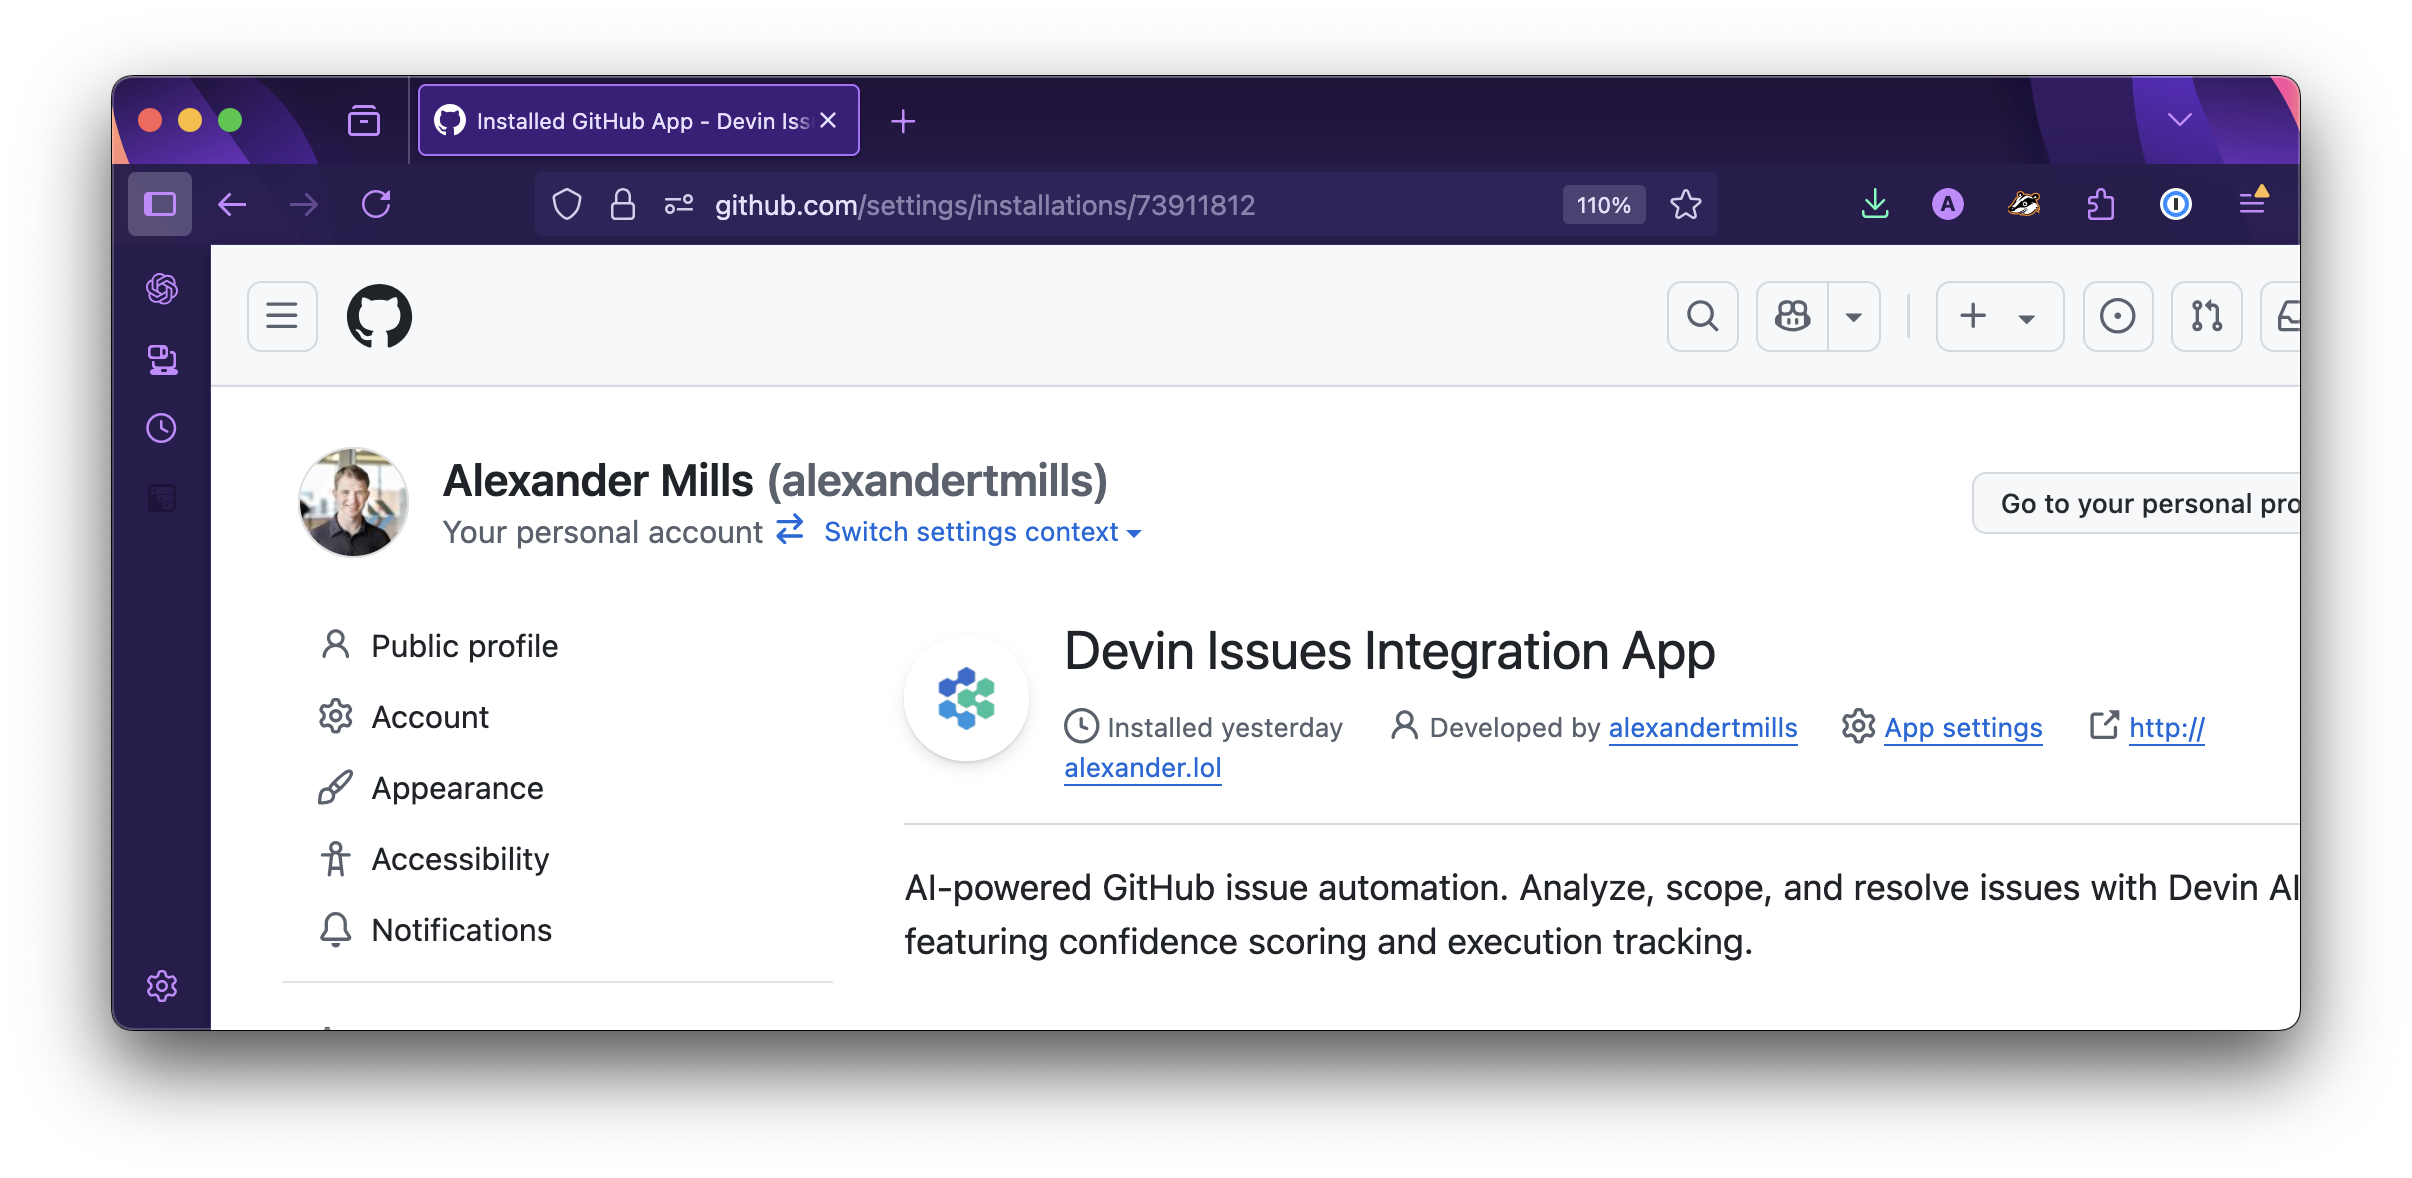 Installed GitHub App - Devin Iss
github.com/settings/installations/73911812
110%
Alexander Mills (alexandertmills)
Your personal account
Switch settings context
Go to your personal pro
Public profile
Account
Appearance
Accessibility
Notifications
Devin Issues Integration App
Installed yesterday Developed by alexandertmills App settings http://
alexander.lol
AI-powered GitHub issue automation. Analyze, scope, and resolve issues with Devin AI
featuring confidence scoring and execution tracking.